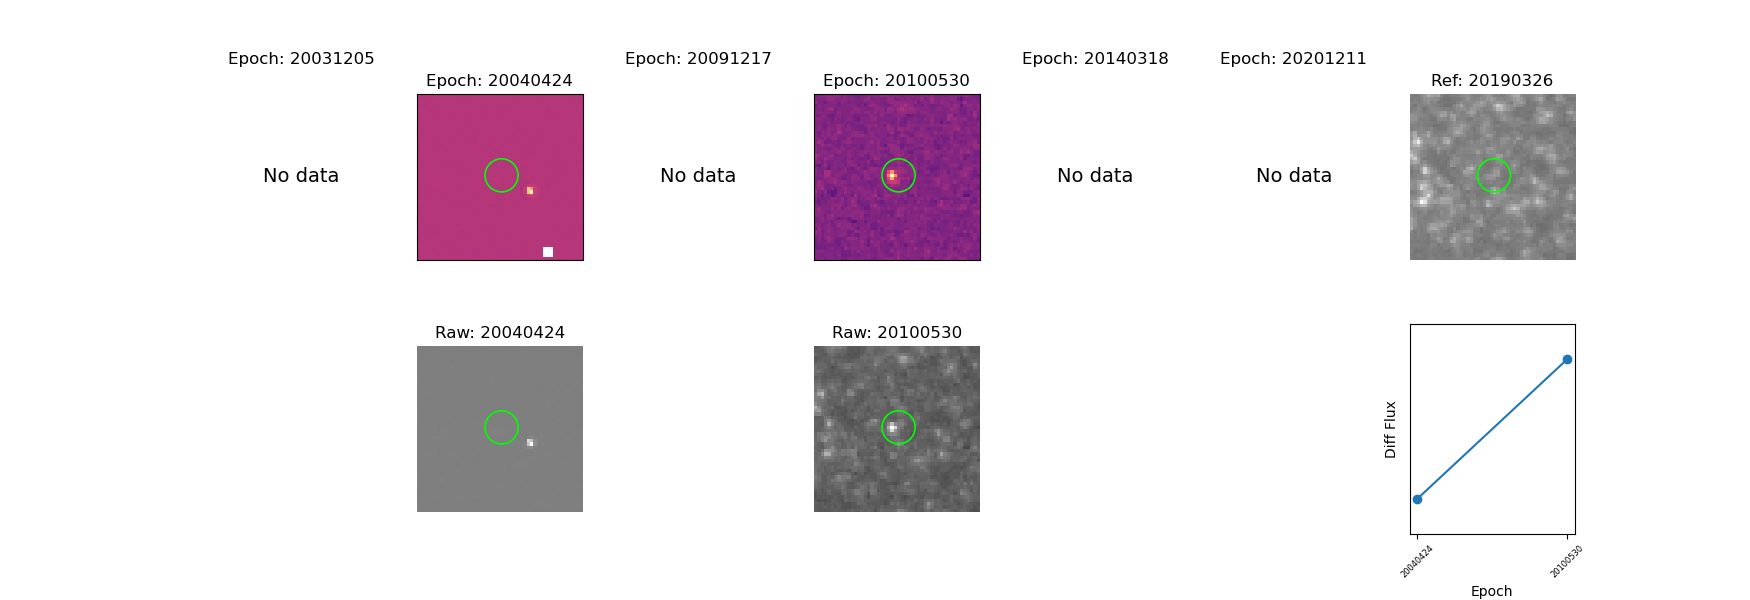 Epoch: 20031205
Epoch: 20040424
Epoch: 20091217
Epoch: 20100530
Epoch: 20140318
Epoch: 20201211
Ref: 20190326
No data
No data
No data
No data
Raw: 20040424
Raw: 20100530
Diff Flux
20040424
20100530
Epoch